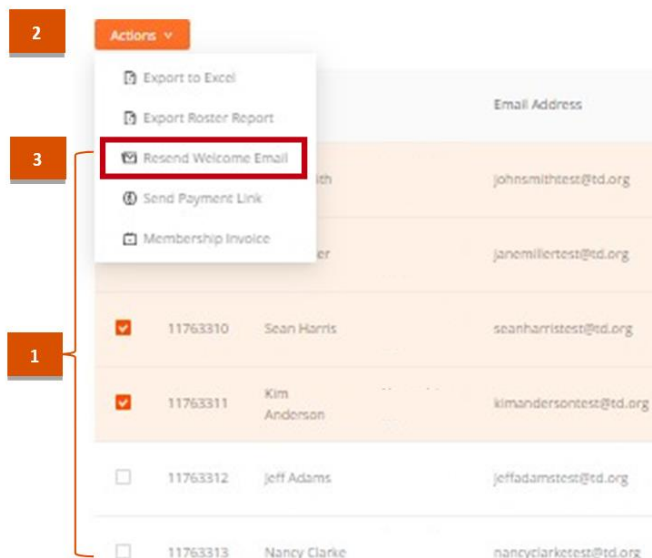 2
Actions
Export to Excel
Email Address
Export Roster Report
3
Resend Welcome Email
ith
johnsmithtest@td.org
Send Payment Link
Membership Invoice
er
janemillertest@td.org
11763310 Sean Harris seanharristest@td.org
1
11763311 Kim Anderson kimandersontest@td.org
11763312 Jeff Adams jeffadamstest@td.org
11763313 Nancy Clarke nancyclarketest@td.org